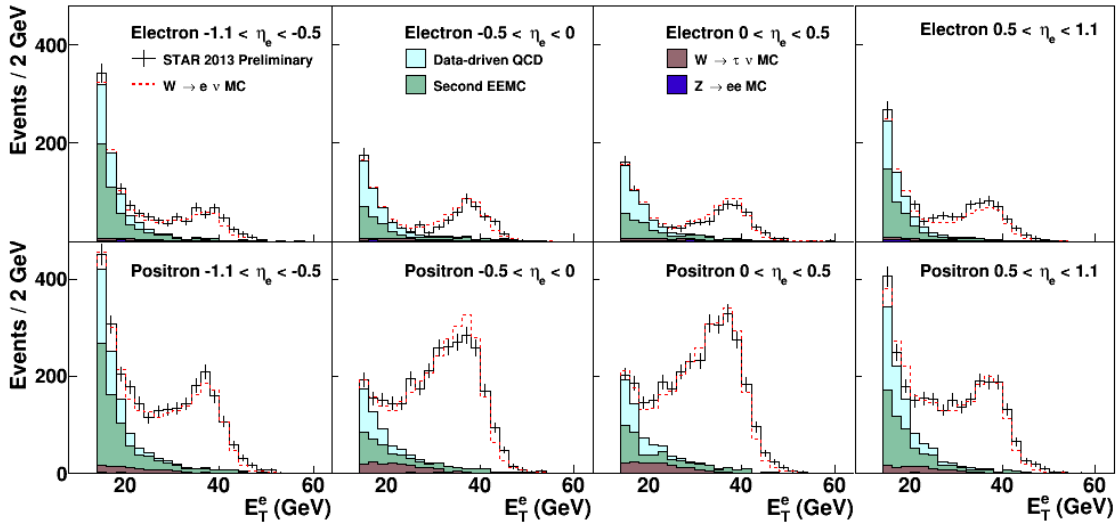 Electron -1.1 < η_e < -0.5
STAR 2013 Preliminary
W → e ν MC
Electron -0.5 < η_e < 0
Data-driven QCD
Second EEMC
Electron 0 < η_e < 0.5
W → τ ν MC
Z → ee MC
Electron 0.5 < η_e < 1.1
Events / 2 GeV
400
200
Positron -1.1 < η_e < -0.5
Positron -0.5 < η_e < 0
Positron 0 < η_e < 0.5
Positron 0.5 < η_e < 1.1
Events / 2 GeV
400
200
0
20 40 60
20 40 60
20 40 60
20 40 60
E_T^e (GeV)
E_T^e (GeV)
E_T^e (GeV)
E_T^e (GeV)